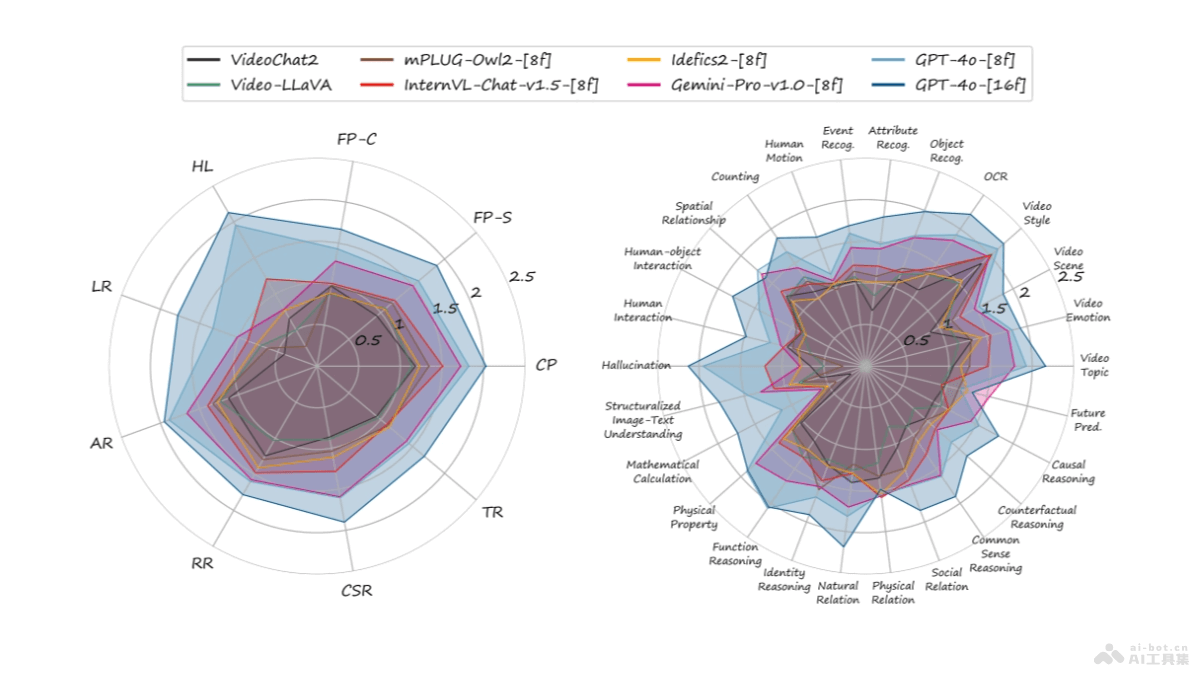 VideoChat2
mPLUG-Owl2-[8f]
Idefics2-[8f]
GPT-4o-[8f]
Video-LLaVA
InternVL-Chat-v1.5-[8f]
Gemini-Pro-v1.0-[8f]
GPT-4o-[16f]
FP-C
HL
FP-S
2.5
LR
2
1.5
1
0.5
CP
AR
TR
RR
CSR
Event
Recog.
Attribute
Recog.
Human
Motion
Object
Recog.
Counting
OCR
Spatial
Relationship
Video
Style
Human-object
Interaction
Video
Scene
2.5
2
1.5
1
0.5
Human
Interaction
Video
Emotion
Hallucination
Video
Topic
Structuralized
Image-Text
Understanding
Future
Pred.
Mathematical
Calculation
Causal
Reasoning
Physical
Property
Counterfactual
Reasoning
Function
Reasoning
Common
Sense
Reasoning
Identity
Reasoning
Natural
Relation
Physical
Relation
Social
Relation
ai-bot.cn
AI工具集